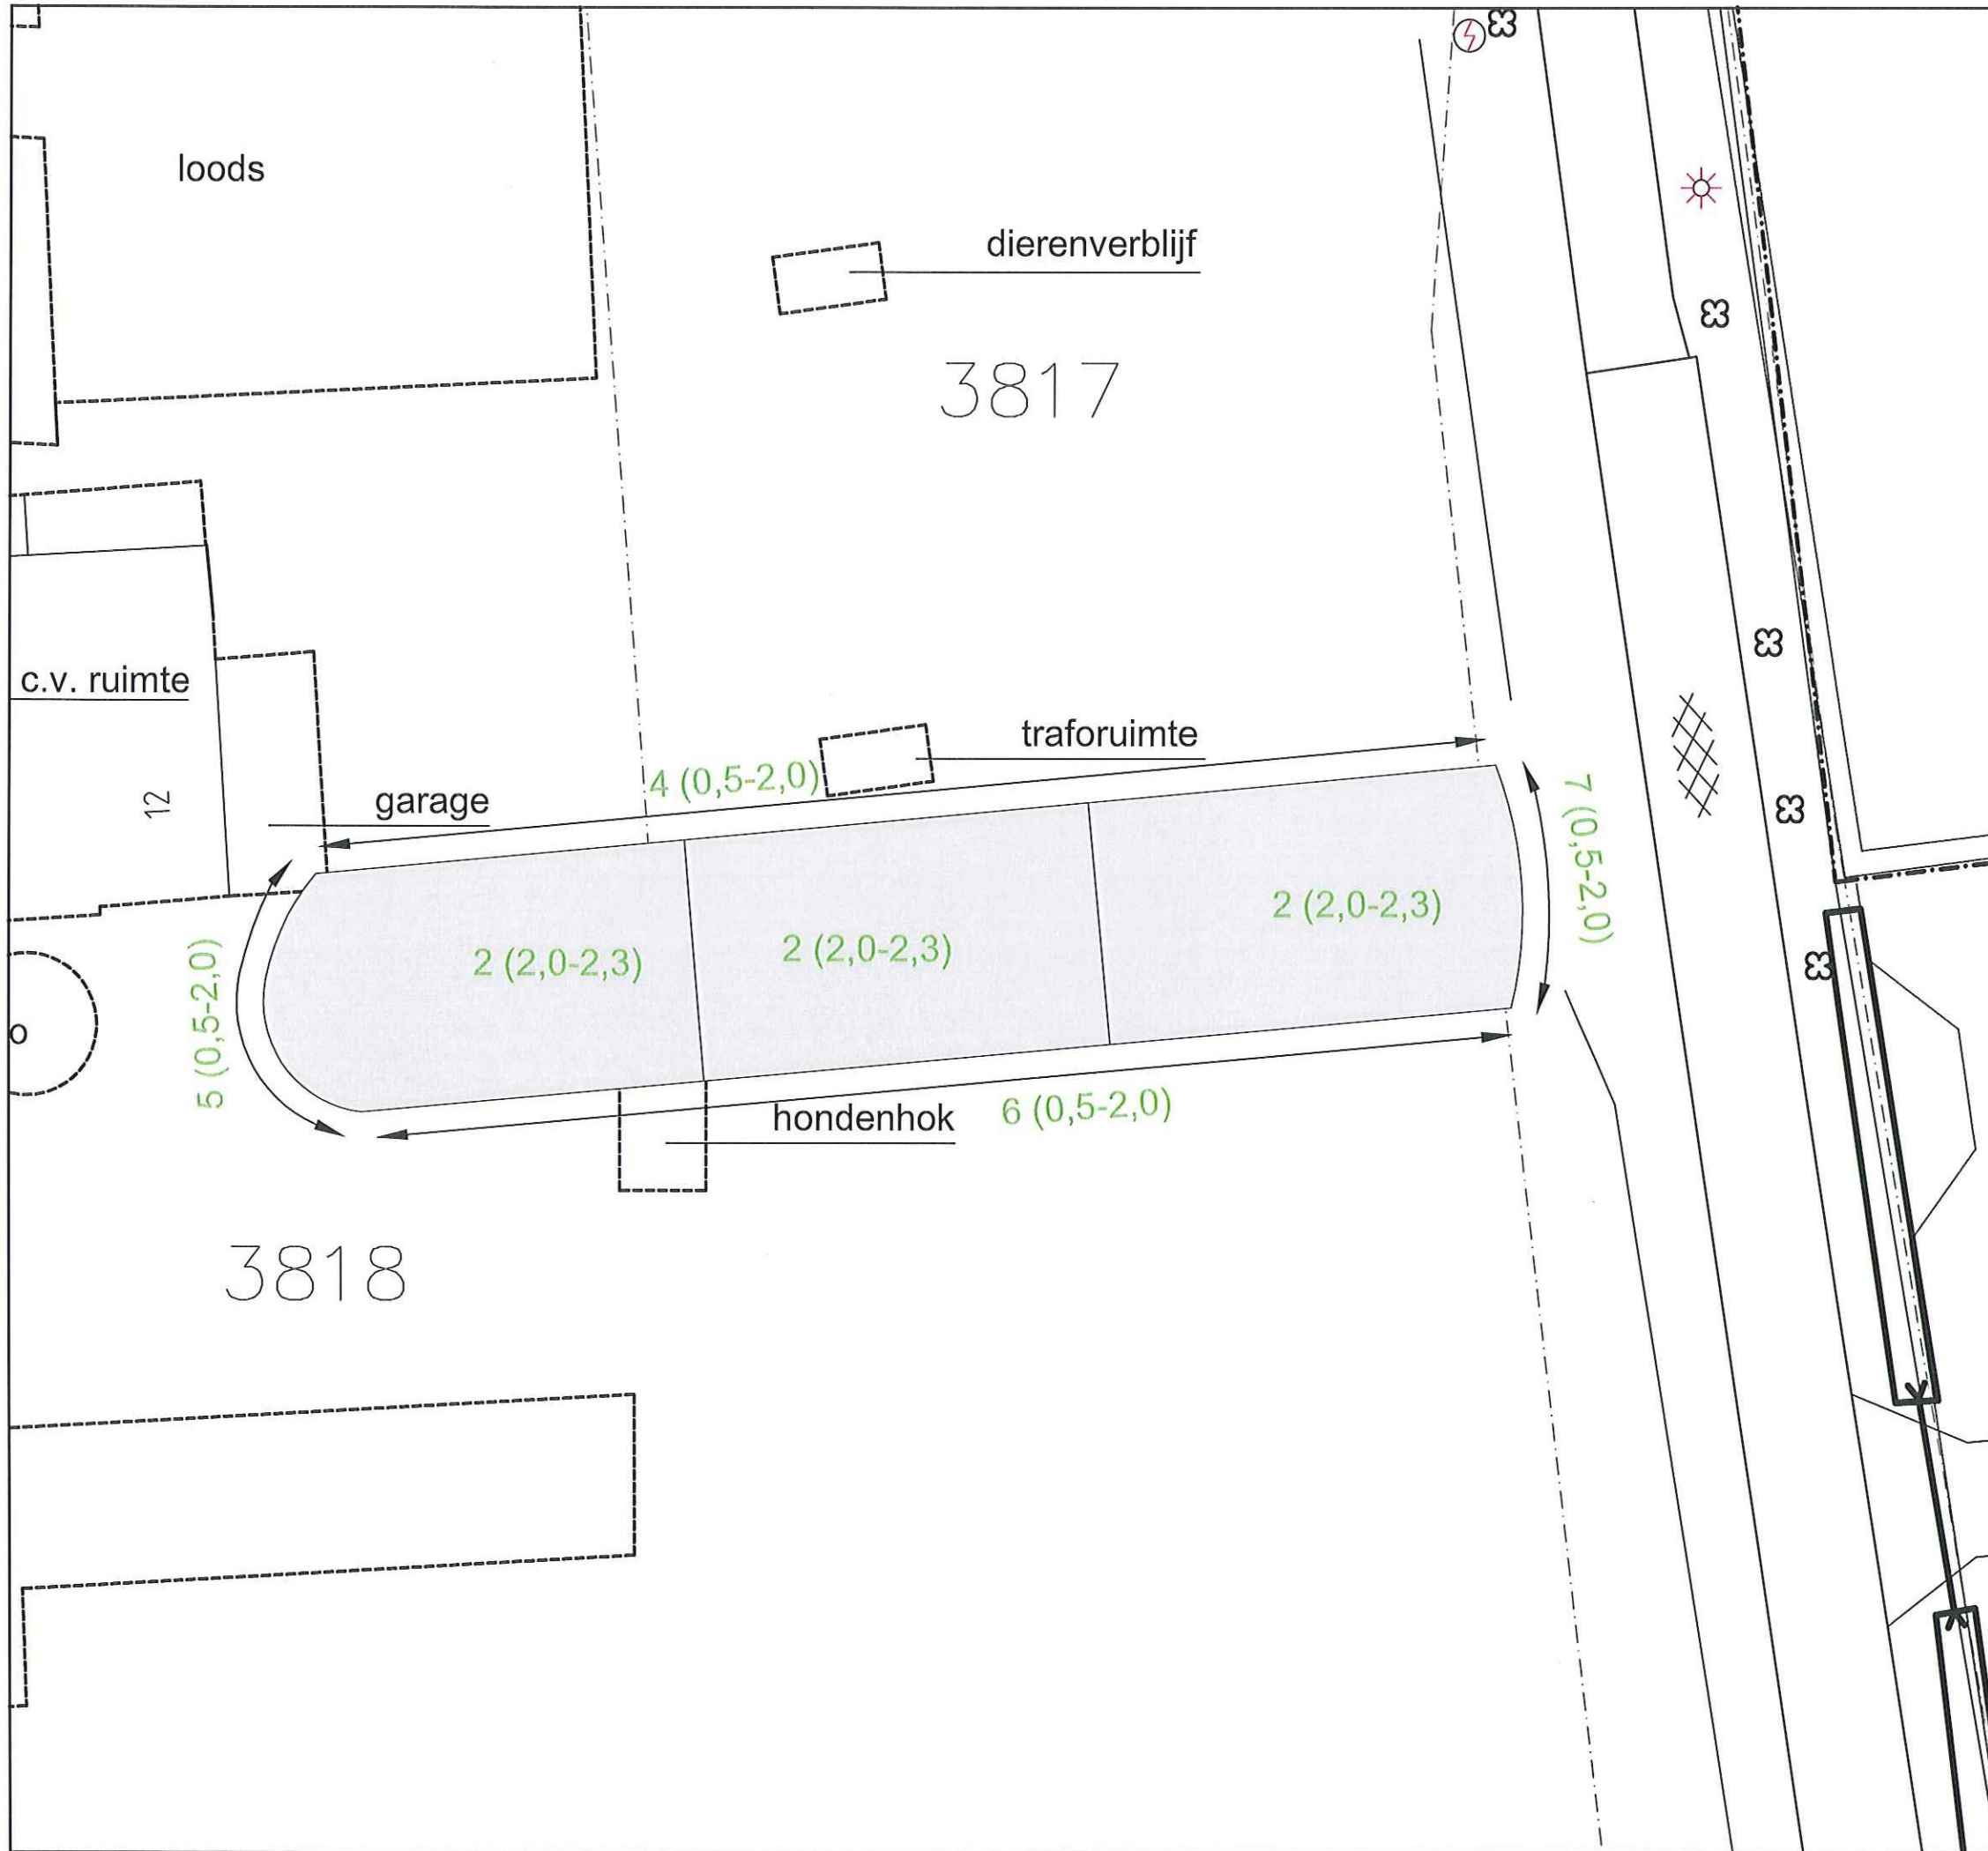 loods
dierenverblijf
3817
c.v. ruimte
traforuimte
4 (0,5-2,0)
garage
12
7 (0,5-2,0)
2 (2,0-2,3)
2 (2,0-2,3)
2 (2,0-2,3)
5 (0,5-2,0)
o
hondenhok
6 (0,5-2,0)
3818